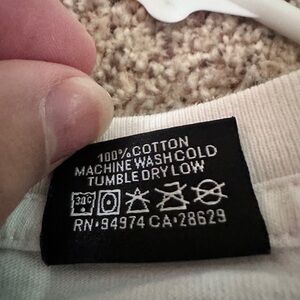 100% COTTON
MACHINE WASH COLD
TUMBLE DRY LOW
30°C
RN·94974 CA·28629